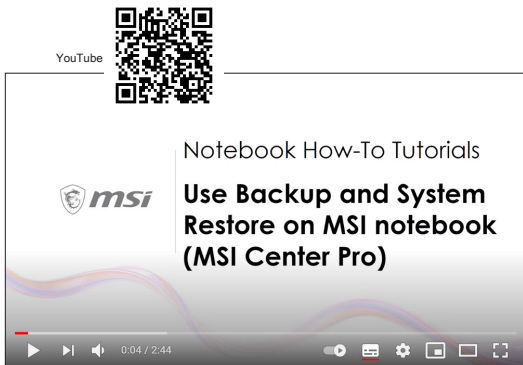 YouTube
Notebook How-To Tutorials
msi
Use Backup and System
Restore on MSI notebook
(MSI Center Pro)
0:04 / 2:44